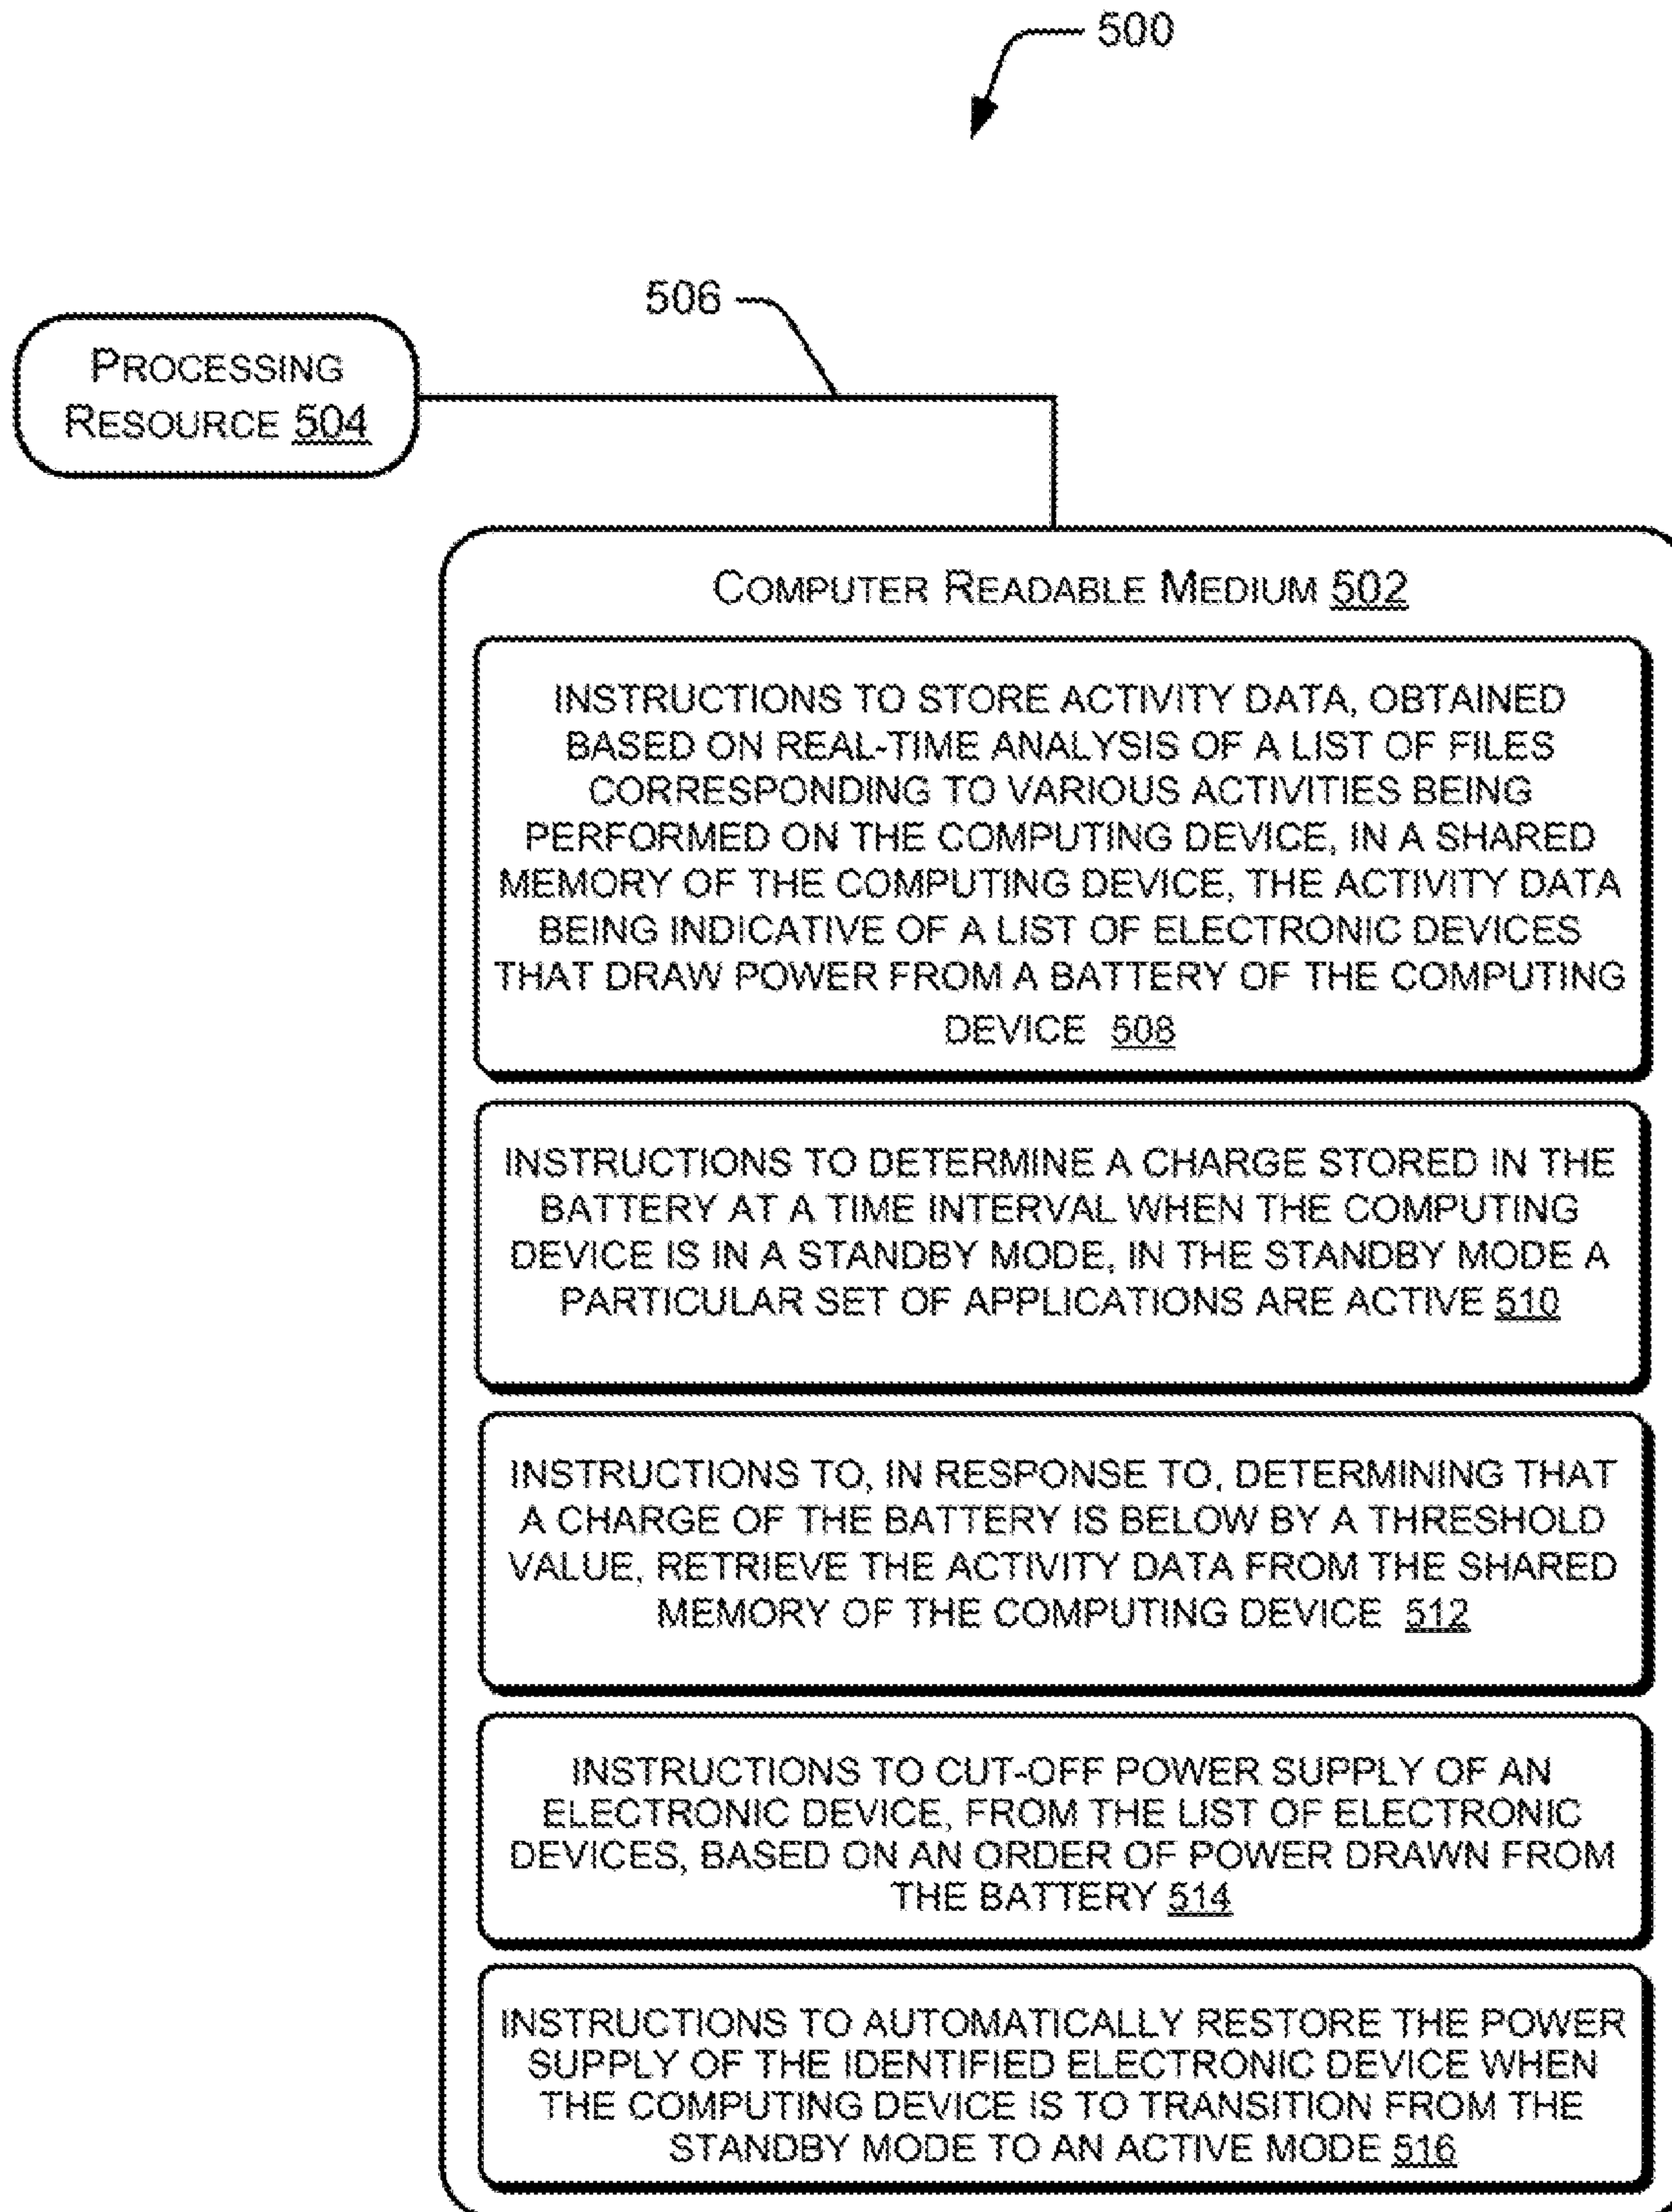 500
506
PROCESSING
RESOURCE 504
COMPUTER READABLE MEDIUM 502
INSTRUCTIONS TO STORE ACTIVITY DATA, OBTAINED
BASED ON REAL-TIME ANALYSIS OF A LIST OF FILES
CORRESPONDING TO VARIOUS ACTIVITIES BEING
PERFORMED ON THE COMPUTING DEVICE, IN A SHARED
MEMORY OF THE COMPUTING DEVICE, THE ACTIVITY DATA
BEING INDICATIVE OF A LIST OF ELECTRONIC DEVICES
THAT DRAW POWER FROM A BATTERY OF THE COMPUTING
DEVICE 508
INSTRUCTIONS TO DETERMINE A CHARGE STORED IN THE
BATTERY AT A TIME INTERVAL WHEN THE COMPUTING
DEVICE IS IN A STANDBY MODE, IN THE STANDBY MODE A
PARTICULAR SET OF APPLICATIONS ARE ACTIVE 510
INSTRUCTIONS TO, IN RESPONSE TO, DETERMINING THAT
A CHARGE OF THE BATTERY IS BELOW BY A THRESHOLD
VALUE, RETRIEVE THE ACTIVITY DATA FROM THE SHARED
MEMORY OF THE COMPUTING DEVICE 512
INSTRUCTIONS TO CUT-OFF POWER SUPPLY OF AN
ELECTRONIC DEVICE, FROM THE LIST OF ELECTRONIC
DEVICES, BASED ON AN ORDER OF POWER DRAWN FROM
THE BATTERY 514
INSTRUCTIONS TO AUTOMATICALLY RESTORE THE POWER
SUPPLY OF THE IDENTIFIED ELECTRONIC DEVICE WHEN
THE COMPUTING DEVICE IS TO TRANSITION FROM THE
STANDBY MODE TO AN ACTIVE MODE 516